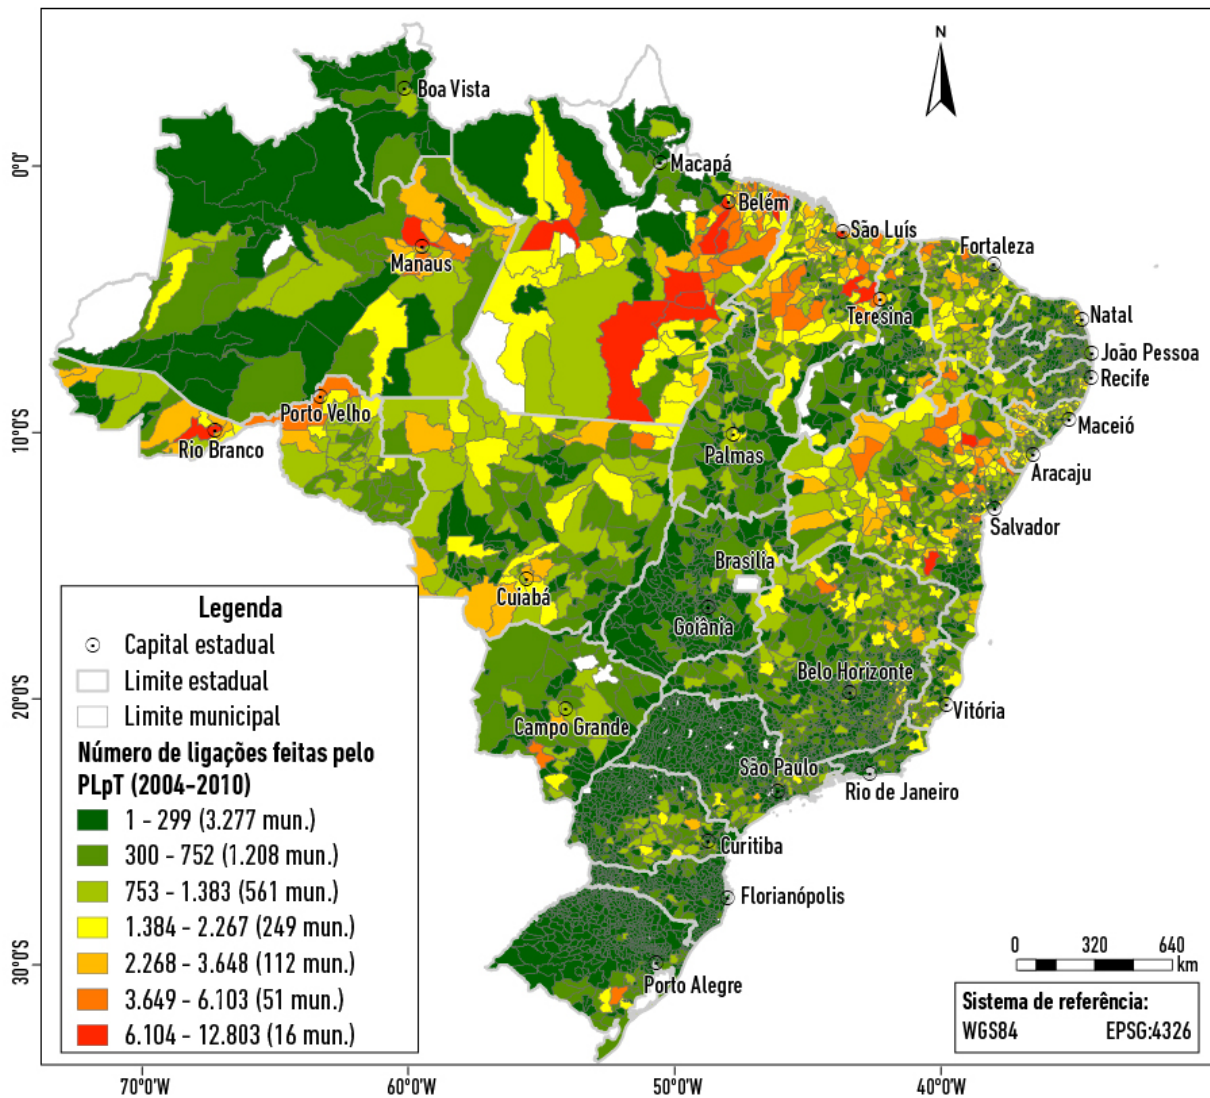 N
Boa Vista
0°0'
Macapá
Belém
São Luís
Fortaleza
Manaus
Teresina
Natal
João Pessoa
Recife
Porto Velho
Maceió
10°0'S
Rio Branco
Palmas
Aracaju
Salvador
Brasilia
Cuiabá
Goiânia
Belo Horizonte
20°0'S
Campo Grande
Vitória
São Paulo
Rio de Janeiro
Curitiba
Florianópolis
30°0'S
Porto Alegre
Legenda
Capital estadual
Limite estadual
Limite municipal
Número de ligações feitas pelo
PLpT (2004-2010)
1 - 299 (3.277 mun.)
300 - 752 (1.208 mun.)
753 - 1.383 (561 mun.)
1.384 - 2.267 (249 mun.)
2.268 - 3.648 (112 mun.)
3.649 - 6.103 (51 mun.)
6.104 - 12.803 (16 mun.)
0 320 640
km
Sistema de referência:
WGS84 EPSG:4326
70°0'W 60°0'W 50°0'W 40°0'W